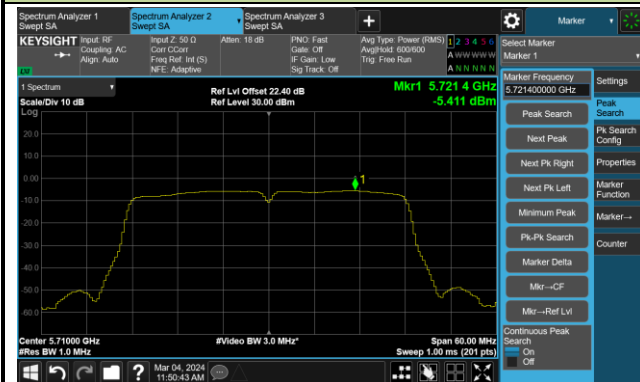 Spectrum Analyzer 1
Swept SA
Spectrum Analyzer 2
Swept SA
Spectrum Analyzer 3
Swept SA
+
Marker
KEYSIGHT
Input: RF
Coupling: AC
Align: Auto
Input Z: 50 Ω
Corr CCorr
Freq Ref: Int (S)
NFE: Adaptive
Atten: 18 dB
PNO: Fast
Gate: Off
IF Gain: Low
Sig Track: Off
Avg Type: Power (RMS)
Avg|Hold: 600/600
Trig: Free Run
1 2 3 4 5 6
A W W W W W
A N N N N N
LXI
Select Marker
Marker 1
1 Spectrum
Scale/Div 10 dB
Ref Lvl Offset 22.40 dB
Ref Level 30.00 dBm
Mkr1 5.721 4 GHz
-5.411 dBm
Log
20.0
10.0
0.00
-10.0
-20.0
-30.0
-40.0
-50.0
-60.0
1
Center 5.71000 GHz
#Res BW 1.0 MHz
#Video BW 3.0 MHz*
Span 60.00 MHz
Sweep 1.00 ms (201 pts)
Marker Frequency
5.721400000 GHz
Peak Search
Next Peak
Next Pk Right
Next Pk Left
Minimum Peak
Pk-Pk Search
Marker Delta
Mkr→CF
Mkr→Ref Lvl
Continuous Peak
Search
On
Off
Settings
Peak
Search
Pk Search
Config
Properties
Marker
Function
Marker→
Counter
?
Mar 04, 2024
11:50:43 AM